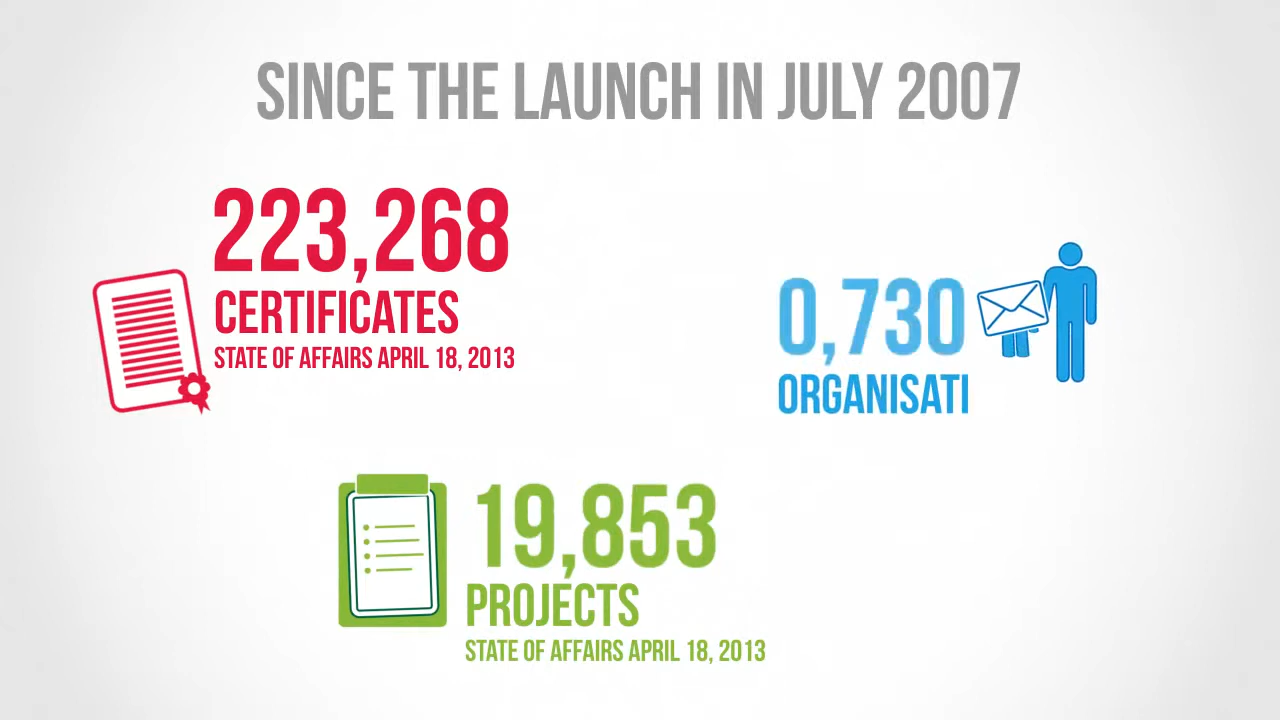 SINCE THE LAUNCH IN JULY 2007
223,268
CERTIFICATES
STATE OF AFFAIRS APRIL 18, 2013
0,730
ORGANISATI
19,853
PROJECTS
STATE OF AFFAIRS APRIL 18, 2013